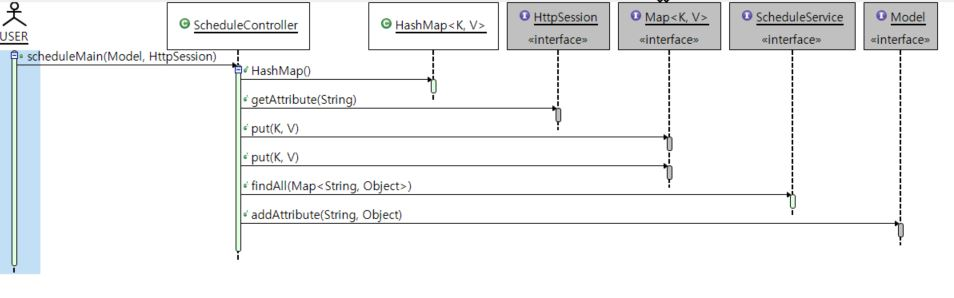 USER
C ScheduleController
C HashMap<K, V>
I HttpSession
«interface»
I Map<K, V>
«interface»
I ScheduleService
«interface»
I Model
«interface»
scheduleMain(Model, HttpSession)
HashMap()
getAttribute(String)
put(K, V)
put(K, V)
findAll(Map<String, Object>)
addAttribute(String, Object)